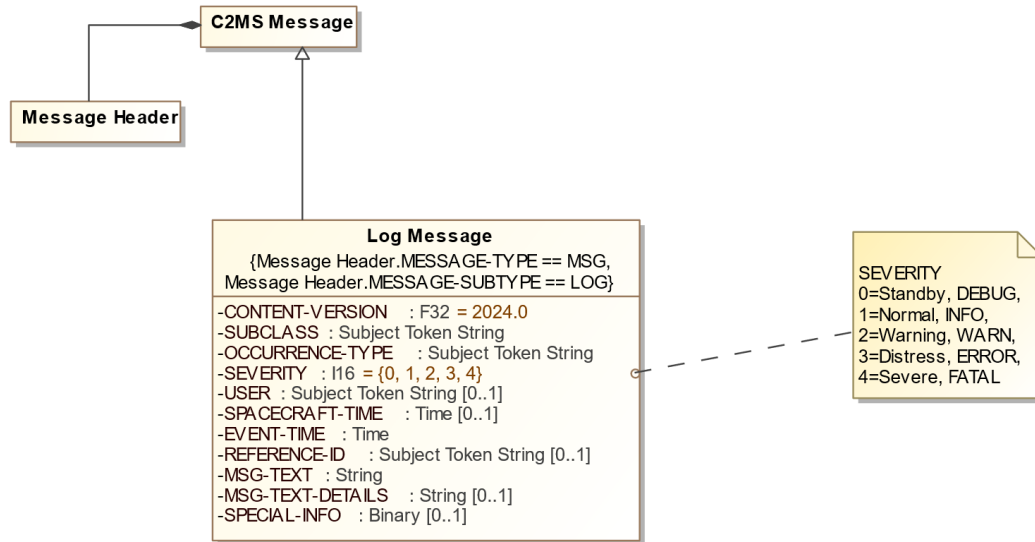 C2MS Message
Message Header
Log Message
{Message Header.MESSAGE-TYPE == MSG,
Message Header.MESSAGE-SUBTYPE == LOG}
-CONTENT-VERSION : F32 = 2024.0
-SUBCLASS : Subject Token String
-OCCURRENCE-TYPE : Subject Token String
-SEVERITY : I16 = {0, 1, 2, 3, 4}
-USER : Subject Token String [0..1]
-SPACECRAFT-TIME : Time [0..1]
-EVENT-TIME : Time
-REFERENCE-ID : Subject Token String [0..1]
-MSG-TEXT : String
-MSG-TEXT-DETAILS : String [0..1]
-SPECIAL-INFO : Binary [0..1]
SEVERITY
0=Standby, DEBUG,
1=Normal, INFO,
2=Warning, WARN,
3=Distress, ERROR,
4=Severe, FATAL